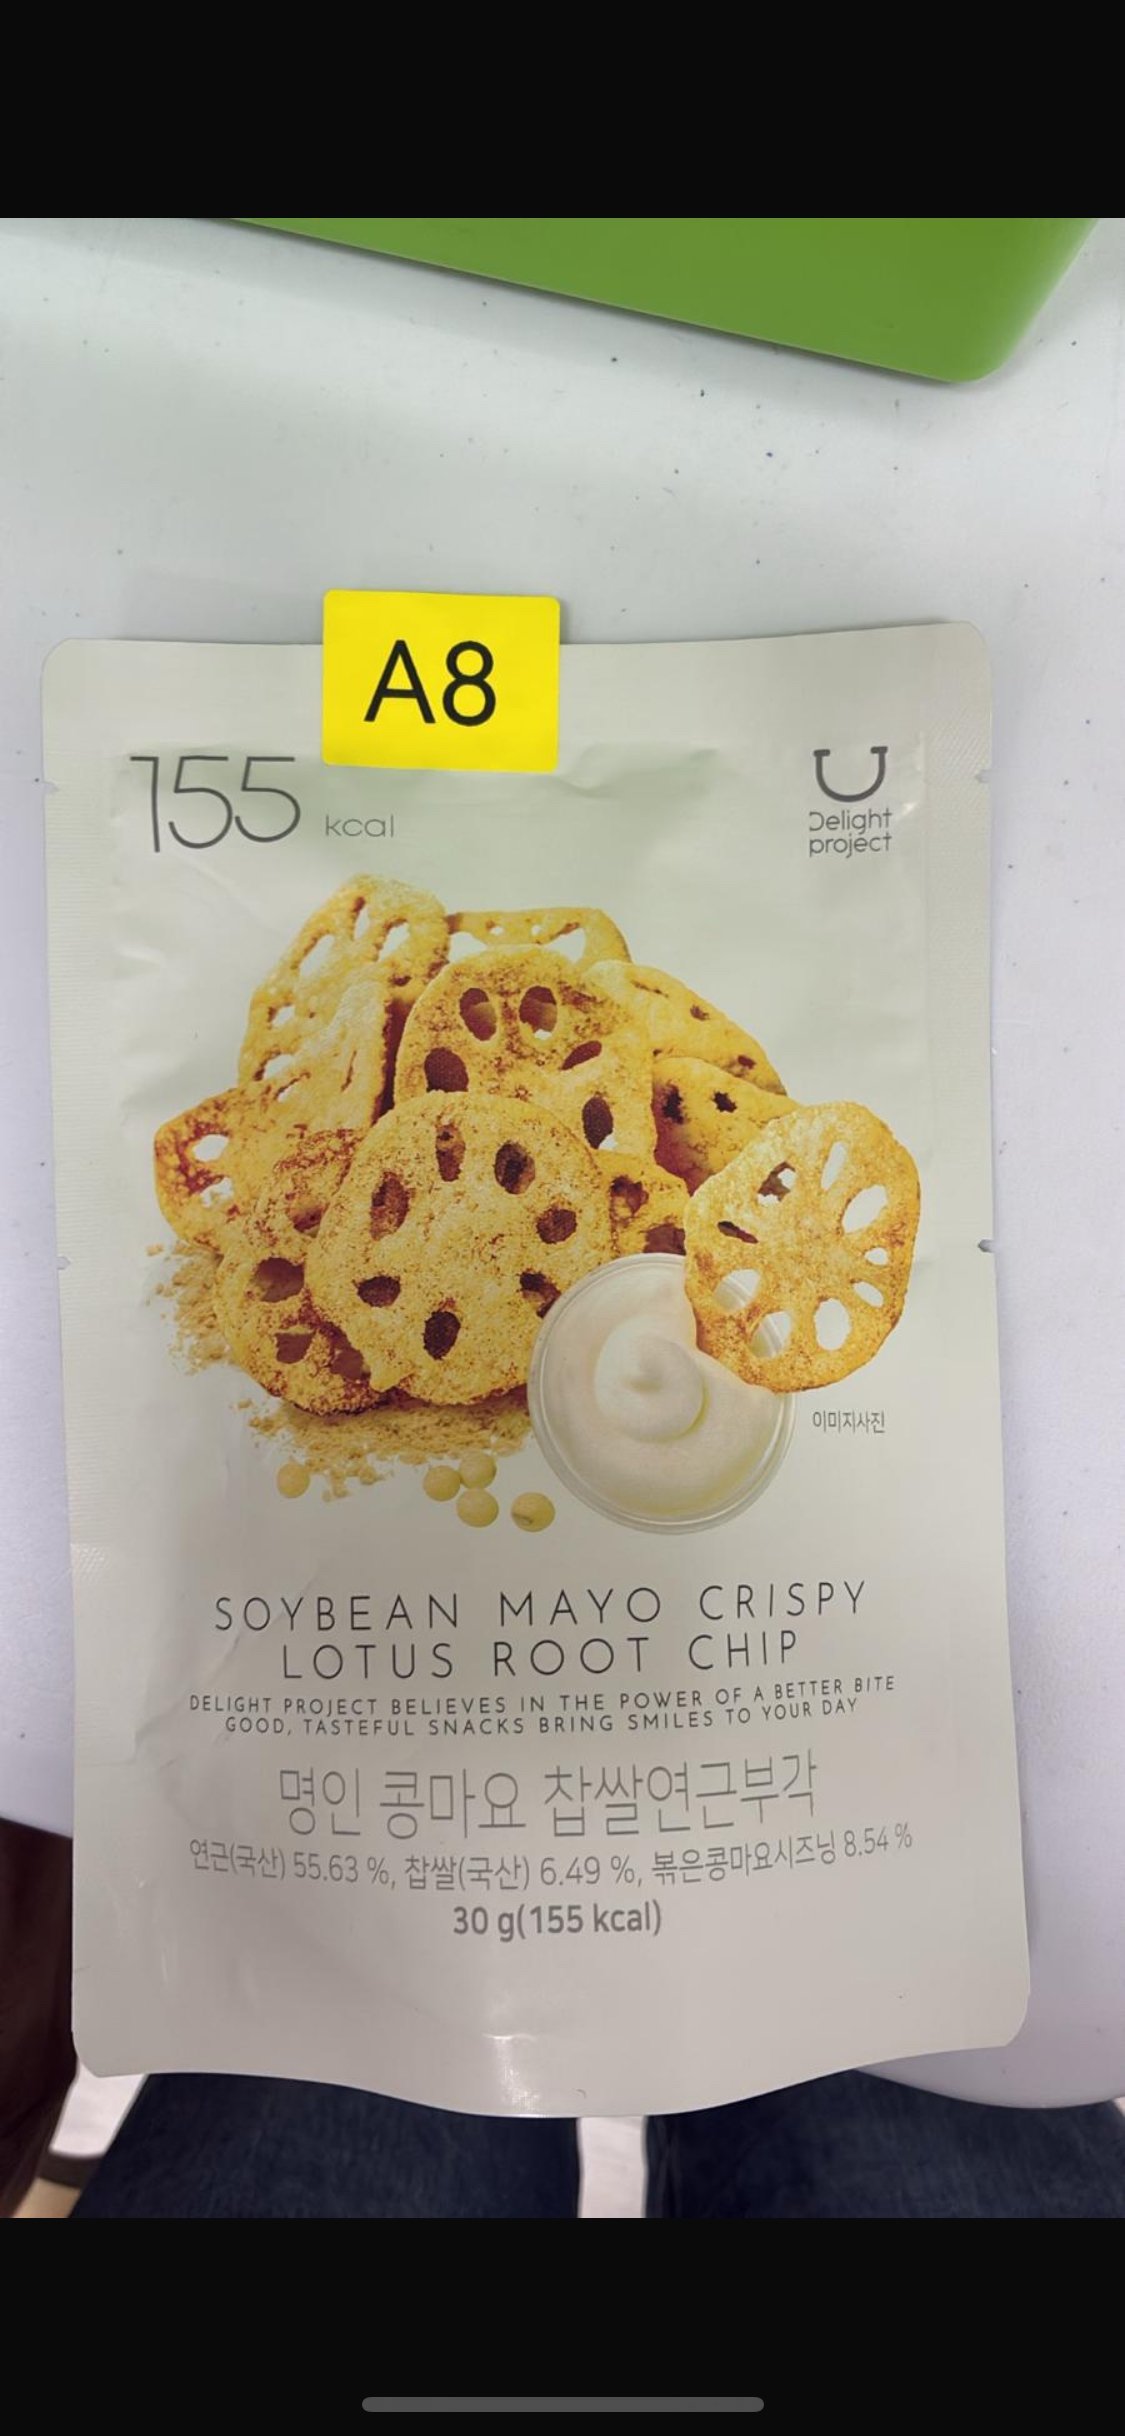 A8
155 kcal
Delight
project
이미지사진
SOYBEAN MAYO CRISPY
LOTUS ROOT CHIP
DELIGHT PROJECT BELIEVES IN THE POWER OF A BETTER BITE
GOOD, TASTEFUL SNACKS BRING SMILES TO YOUR DAY
명인 콩마요 찹쌀연근부각
연근(국산) 55.63 %, 찹쌀(국산) 6.49 %, 볶은콩마요시즈닝 8.54 %
30 g(155 kcal)